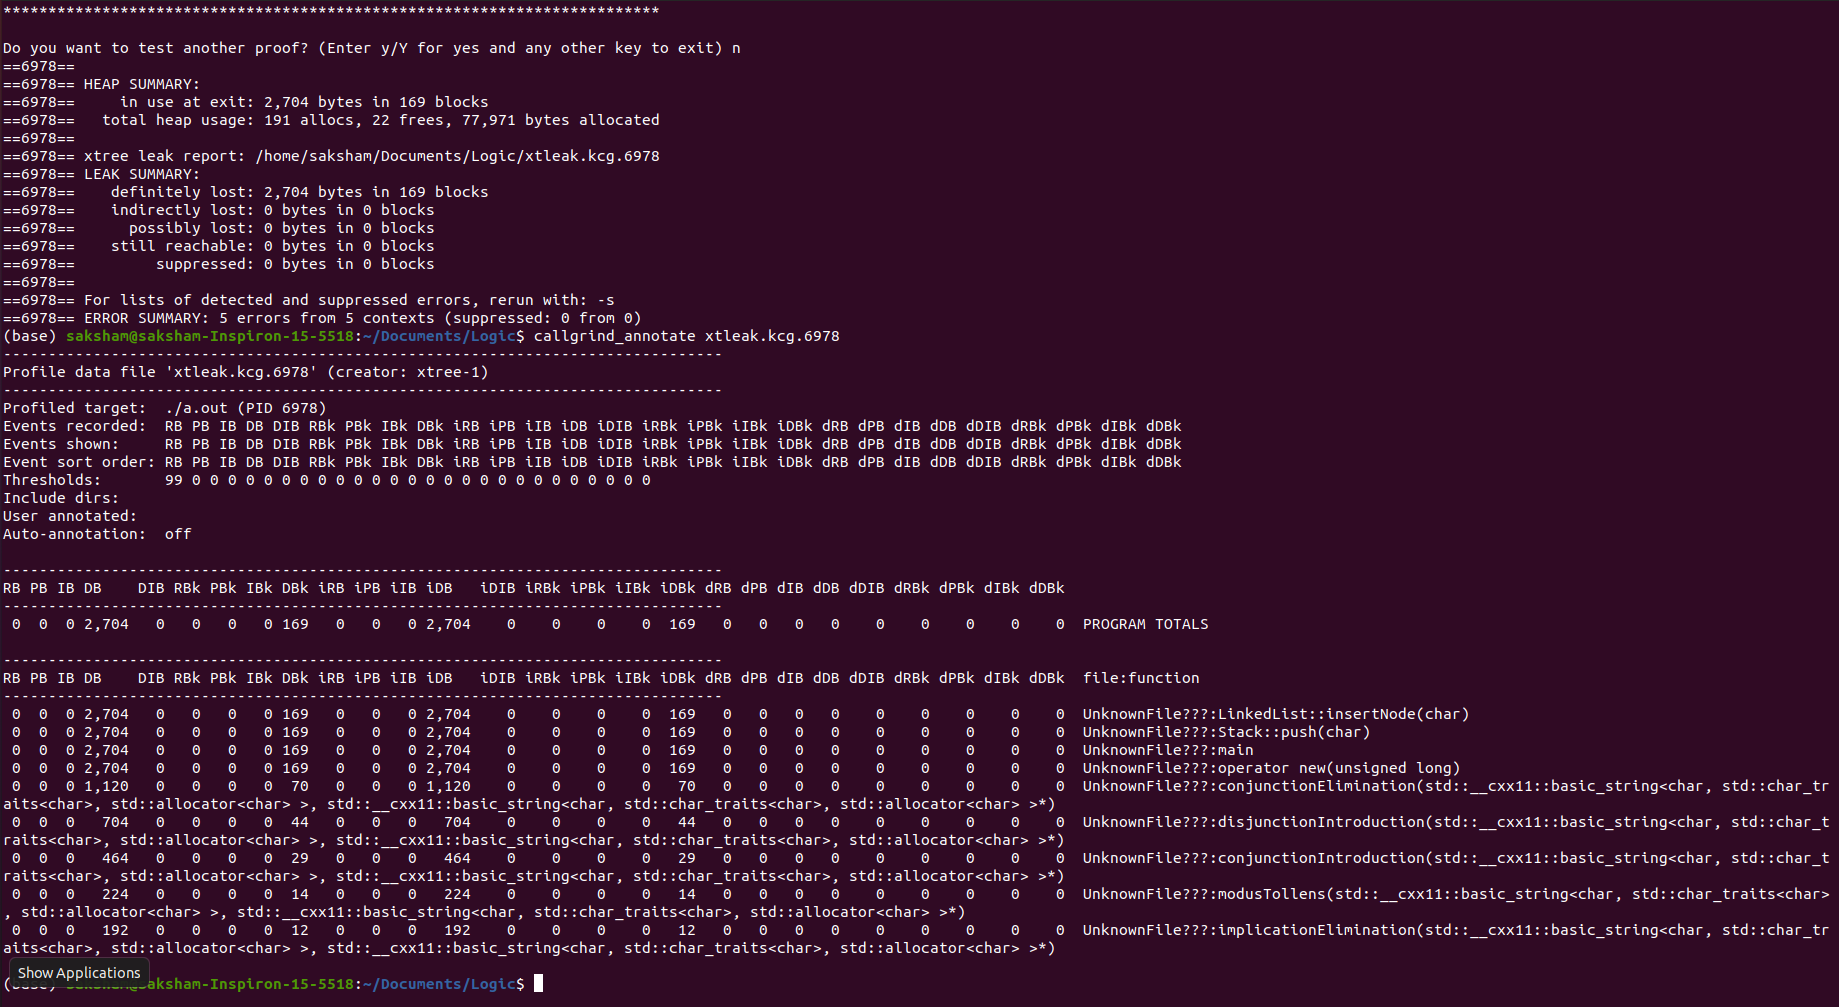 *************************************************************************
Do you want to test another proof? (Enter y/Y for yes and any other key to exit) n
==6978==
==6978== HEAP SUMMARY:
==6978==     in use at exit: 2,704 bytes in 169 blocks
==6978==   total heap usage: 191 allocs, 22 frees, 77,971 bytes allocated
==6978==
==6978== xtree leak report: /home/saksham/Documents/Logic/xtleak.kcg.6978
==6978== LEAK SUMMARY:
==6978==    definitely lost: 2,704 bytes in 169 blocks
==6978==    indirectly lost: 0 bytes in 0 blocks
==6978==      possibly lost: 0 bytes in 0 blocks
==6978==    still reachable: 0 bytes in 0 blocks
==6978==         suppressed: 0 bytes in 0 blocks
==6978==
==6978== For lists of detected and suppressed errors, rerun with: -s
==6978== ERROR SUMMARY: 5 errors from 5 contexts (suppressed: 0 from 0)
(base) saksham@saksham-Inspiron-15-5518:~/Documents/Logic$ callgrind_annotate xtleak.kcg.6978
--------------------------------------------------------------------------------
Profile data file 'xtleak.kcg.6978' (creator: xtree-1)
--------------------------------------------------------------------------------
Profiled target:  ./a.out (PID 6978)
Events recorded:  RB PB IB DB DIB RBk PBk IBk DBk iRB iPB iIB iDB iDIB iRBk iPBk iIBk iDBk dRB dPB dIB dDB dDIB dRBk dPBk dIBk dDBk
Events shown:     RB PB IB DB DIB RBk PBk IBk DBk iRB iPB iIB iDB iDIB iRBk iPBk iIBk iDBk dRB dPB dIB dDB dDIB dRBk dPBk dIBk dDBk
Event sort order: RB PB IB DB DIB RBk PBk IBk DBk iRB iPB iIB iDB iDIB iRBk iPBk iIBk iDBk dRB dPB dIB dDB dDIB dRBk dPBk dIBk dDBk
Thresholds:       99 0 0 0 0 0 0 0 0 0 0 0 0 0 0 0 0 0 0 0 0 0 0 0 0 0 0
Include dirs:
User annotated:
Auto-annotation:  off
--------------------------------------------------------------------------------
RB PB IB DB    DIB RBk PBk IBk DBk iRB iPB iIB iDB   iDIB iRBk iPBk iIBk iDBk dRB dPB dIB dDB dDIB dRBk dPBk dIBk dDBk
--------------------------------------------------------------------------------
 0  0  0 2,704   0   0   0   0 169   0   0   0 2,704    0    0    0    0  169   0   0   0   0    0    0    0    0    0  PROGRAM TOTALS
--------------------------------------------------------------------------------
RB PB IB DB    DIB RBk PBk IBk DBk iRB iPB iIB iDB   iDIB iRBk iPBk iIBk iDBk dRB dPB dIB dDB dDIB dRBk dPBk dIBk dDBk  file:function
--------------------------------------------------------------------------------
 0  0  0 2,704   0   0   0   0 169   0   0   0 2,704    0    0    0    0  169   0   0   0   0    0    0    0    0    0  UnknownFile???:LinkedList::insertNode(char)
 0  0  0 2,704   0   0   0   0 169   0   0   0 2,704    0    0    0    0  169   0   0   0   0    0    0    0    0    0  UnknownFile???:Stack::push(char)
 0  0  0 2,704   0   0   0   0 169   0   0   0 2,704    0    0    0    0  169   0   0   0   0    0    0    0    0    0  UnknownFile???:main
 0  0  0 2,704   0   0   0   0 169   0   0   0 2,704    0    0    0    0  169   0   0   0   0    0    0    0    0    0  UnknownFile???:operator new(unsigned long)
 0  0  0 1,120   0   0   0   0  70   0   0   0 1,120    0    0    0    0   70   0   0   0   0    0    0    0    0    0  UnknownFile???:conjunctionElimination(std::__cxx11::basic_string<char, std::char_tr
aits<char>, std::allocator<char> >, std::__cxx11::basic_string<char, std::char_traits<char>, std::allocator<char> >*)
 0  0  0   704   0   0   0   0  44   0   0   0   704    0    0    0    0   44   0   0   0   0    0    0    0    0    0  UnknownFile???:disjunctionIntroduction(std::__cxx11::basic_string<char, std::char_t
raits<char>, std::allocator<char> >, std::__cxx11::basic_string<char, std::char_traits<char>, std::allocator<char> >*)
 0  0  0   464   0   0   0   0  29   0   0   0   464    0    0    0    0   29   0   0   0   0    0    0    0    0    0  UnknownFile???:conjunctionIntroduction(std::__cxx11::basic_string<char, std::char_t
raits<char>, std::allocator<char> >, std::__cxx11::basic_string<char, std::char_traits<char>, std::allocator<char> >*)
 0  0  0   224   0   0   0   0  14   0   0   0   224    0    0    0    0   14   0   0   0   0    0    0    0    0    0  UnknownFile???:modusTollens(std::__cxx11::basic_string<char, std::char_traits<char>
, std::allocator<char> >, std::__cxx11::basic_string<char, std::char_traits<char>, std::allocator<char> >*)
 0  0  0   192   0   0   0   0  12   0   0   0   192    0    0    0    0   12   0   0   0   0    0    0    0    0    0  UnknownFile???:implicationElimination(std::__cxx11::basic_string<char, std::char_tr
aits<char>, std::allocator<char> >, std::__cxx11::basic_string<char, std::char_traits<char>, std::allocator<char> >*)
Show Applications
(base) saksham@saksham-Inspiron-15-5518:~/Documents/Logic$